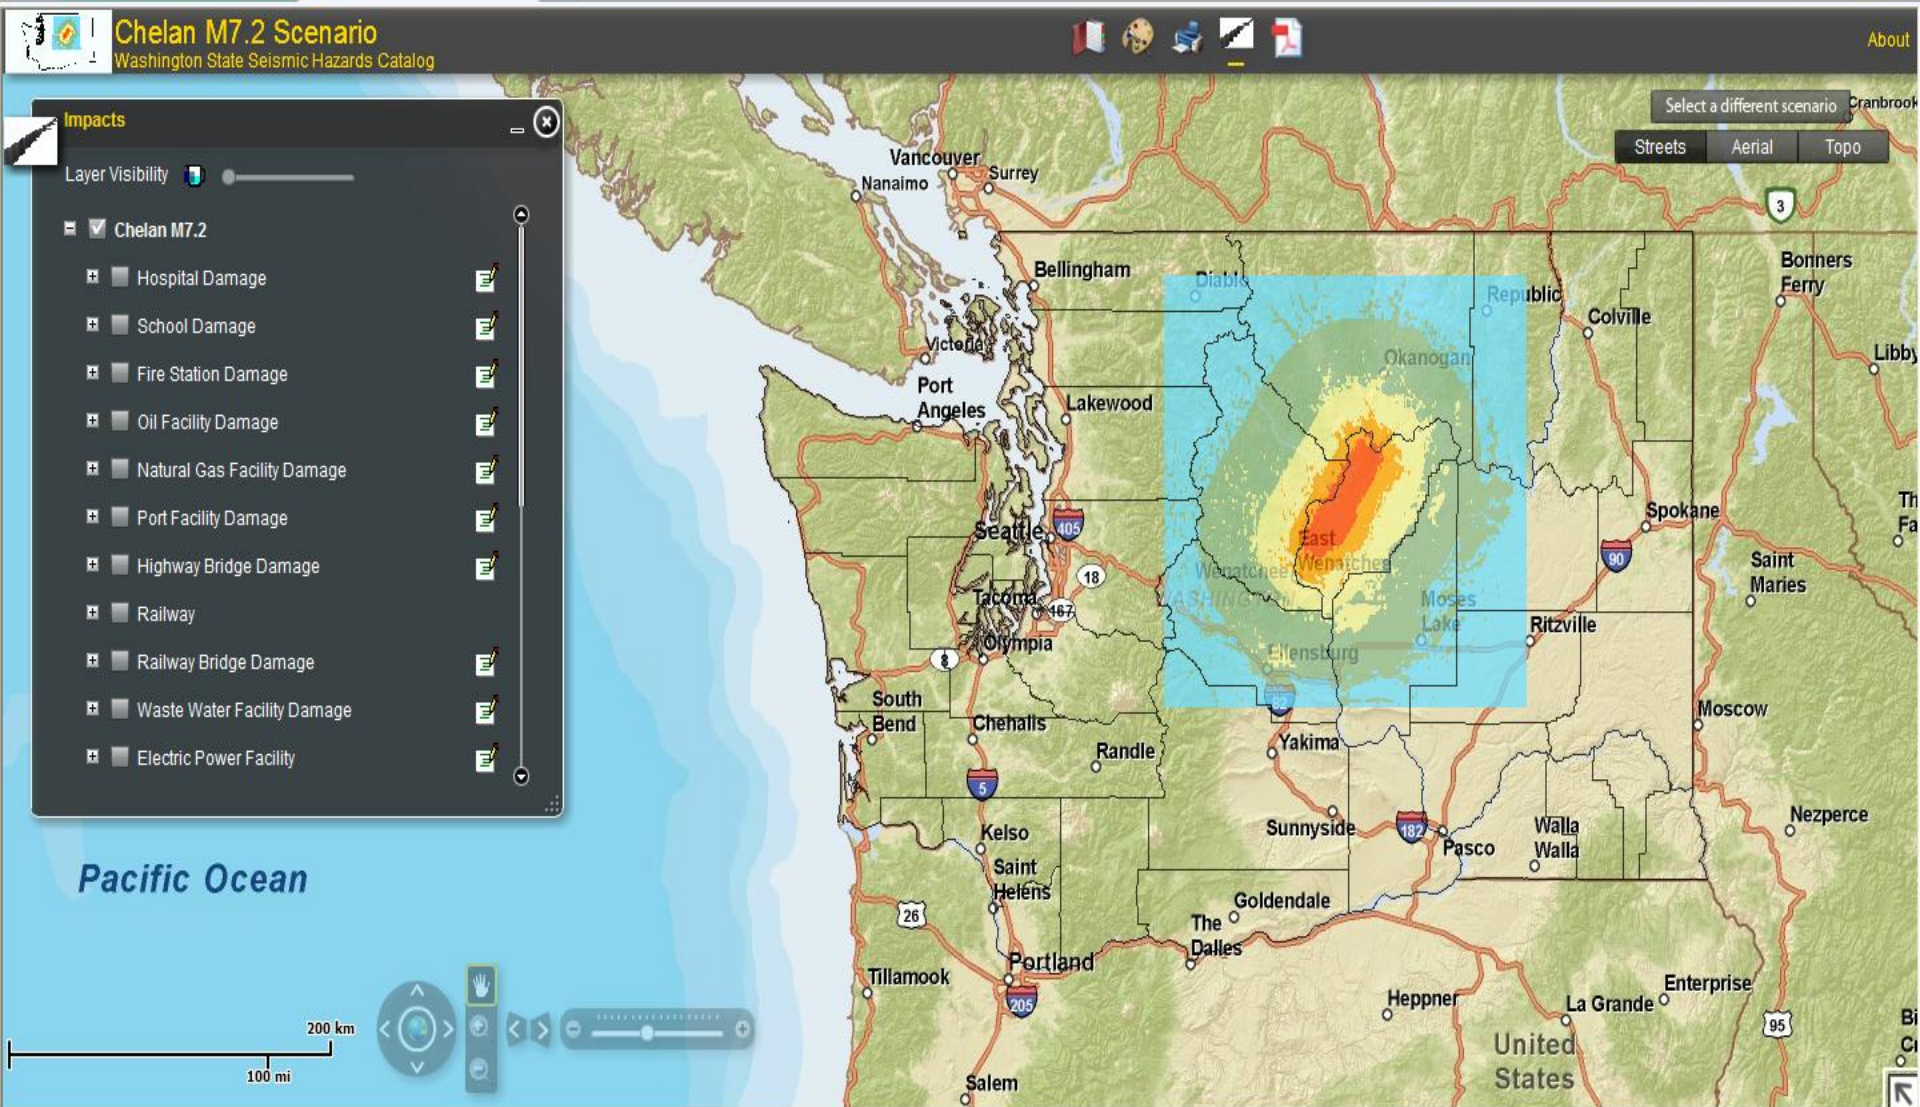 Chelan M7.2 Scenario
Washington State Seismic Hazards Catalog
About
Impacts
Layer Visibility
Chelan M7.2
Hospital Damage
School Damage
Fire Station Damage
Oil Facility Damage
Natural Gas Facility Damage
Port Facility Damage
Highway Bridge Damage
Railway
Railway Bridge Damage
Waste Water Facility Damage
Electric Power Facility
Select a different scenario
Cranbrook
Streets
Aerial
Topo
3
Vancouver
Surrey
Nanaimo
Bellingham
Diablo
Republic
Bonners
Ferry
Colville
Victoria
Okanogan
Libby
Port
Angeles
Lakewood
Seattle
405
Spokane
90
East
Wenatchee
Wenatchee
18
Saint
Maries
Tacoma
167
WASHINGTON
Moses
Lake
Ritzville
Olympia
8
Ellensburg
82
South
Bend
Chehalis
Randle
Yakima
Moscow
5
Kelso
Sunnyside
182
Pasco
Walla
Walla
Nezperce
Saint
Helens
Pacific Ocean
26
Goldendale
The
Dalles
Portland
205
Tillamook
Heppner
La Grande
Enterprise
95
United
States
Salem
200 km
100 mi